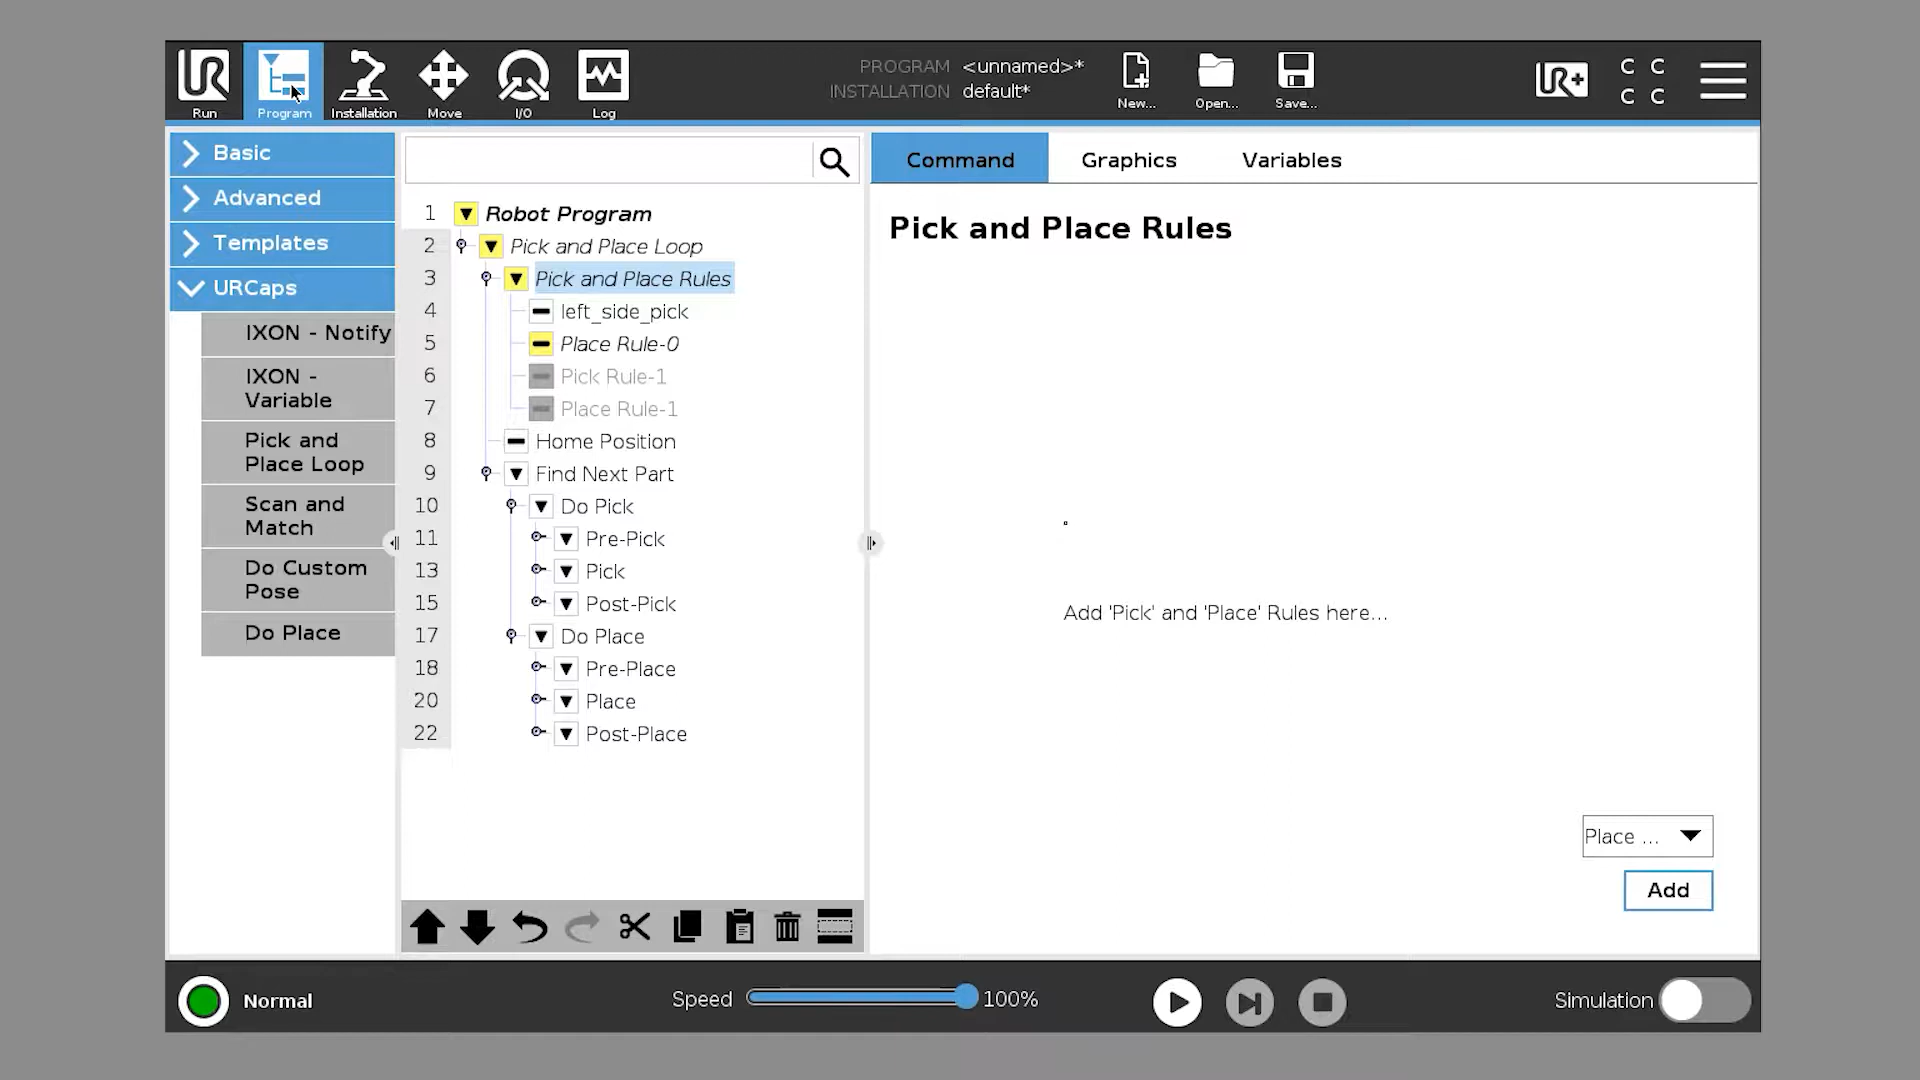 PROGRAM <unnamed>*
INSTALLATION default*
Run
Program
Installation
Move
I/O
Log
New...
Open...
Save...
UR+
C C
C C
Basic
Advanced
Templates
URCaps
IXON - Notify
IXON -
Variable
Pick and
Place Loop
Scan and
Match
Do Custom
Pose
Do Place
1 Robot Program
2 Pick and Place Loop
3 Pick and Place Rules
4 left_side_pick
5 Place Rule-0
6 Pick Rule-1
7 Place Rule-1
8 Home Position
9 Find Next Part
10 Do Pick
11 Pre-Pick
13 Pick
15 Post-Pick
17 Do Place
18 Pre-Place
20 Place
22 Post-Place
Command Graphics Variables
Pick and Place Rules
Add 'Pick' and 'Place' Rules here...
Place ...
Add
Normal
Speed 100%
Simulation